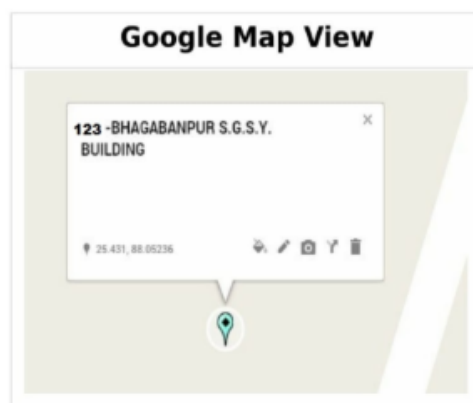 Google Map View
123 -BHAGABANPUR S.G.S.Y.
BUILDING
25.431, 88.05236